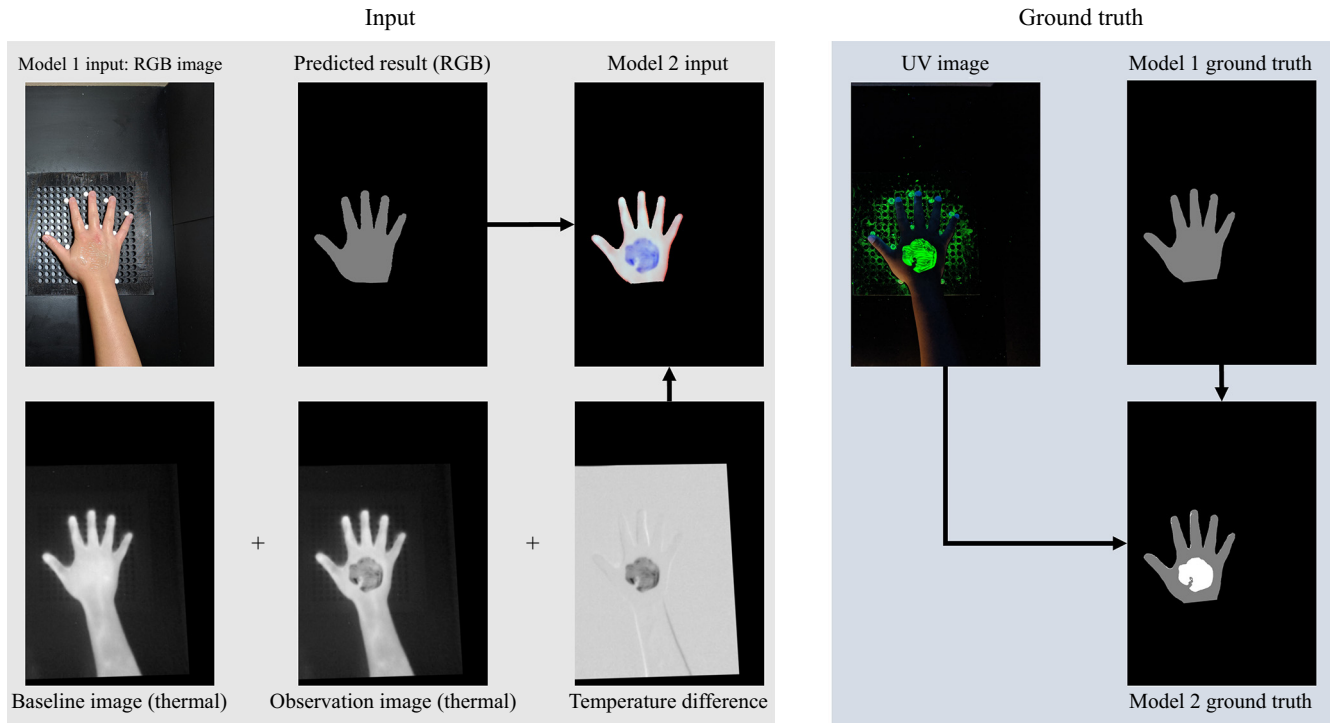 Input
Ground truth
Model 1 input: RGB image
Predicted result (RGB)
Model 2 input
UV image
Model 1 ground truth
+
+
Baseline image (thermal)
Observation image (thermal)
Temperature difference
Model 2 ground truth